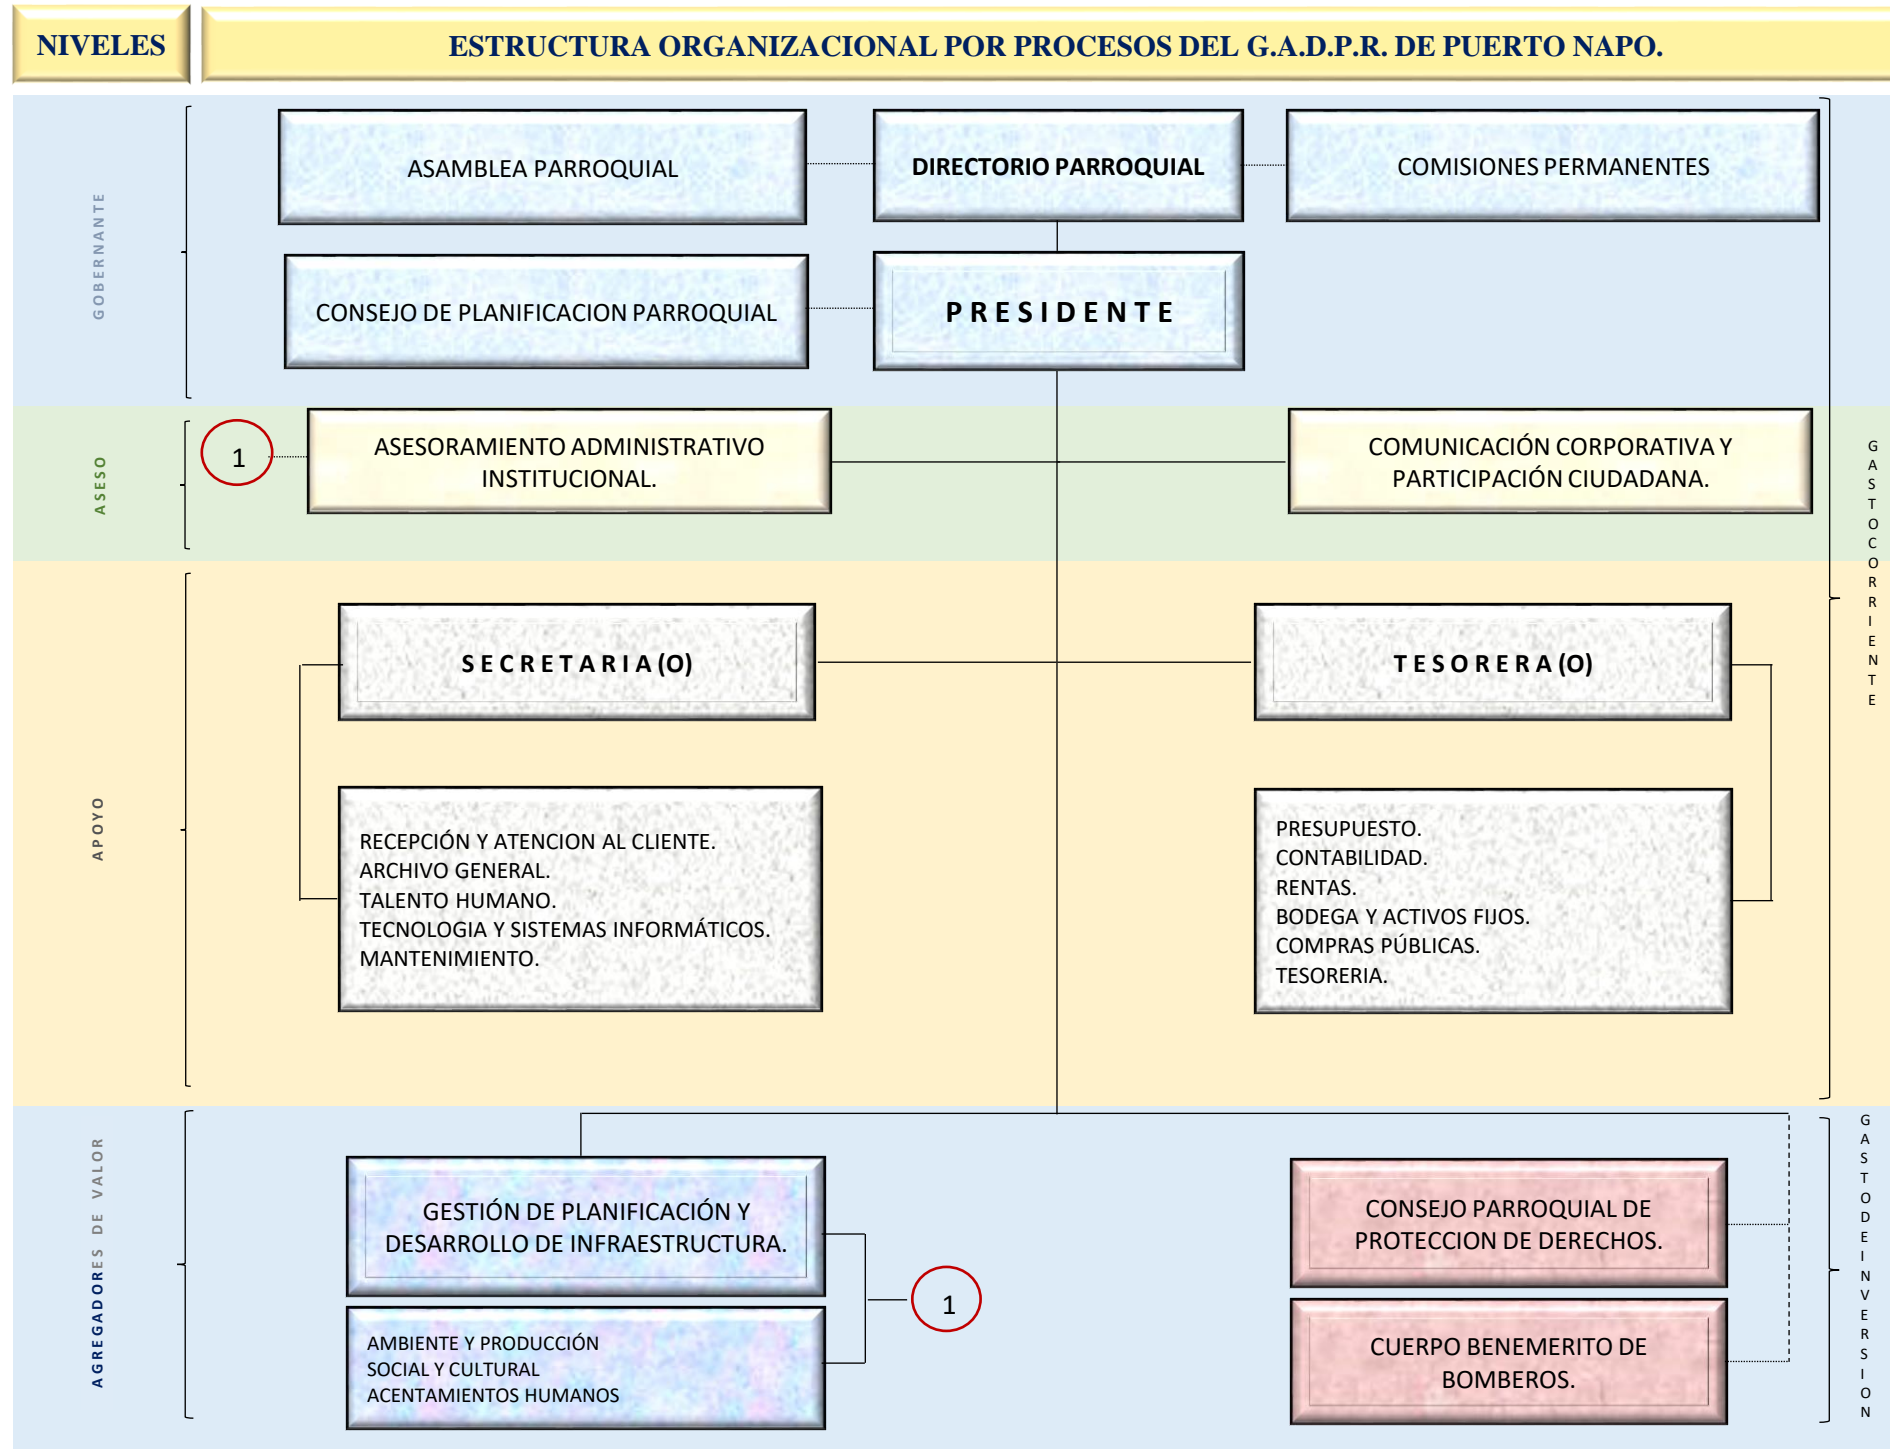 NIVELES
ESTRUCTURA ORGANIZACIONAL POR PROCESOS DEL G.A.D.P.R. DE PUERTO NAPO.
GOBERNANTE
ASAMBLEA PARROQUIAL
DIRECTORIO PARROQUIAL
COMISIONES PERMANENTES
CONSEJO DE PLANIFICACION PARROQUIAL
PRESIDENTE
ASESO
1
ASESORAMIENTO ADMINISTRATIVO
INSTITUCIONAL.
COMUNICACIÓN CORPORATIVA Y
PARTICIPACIÓN CIUDADANA.
GASTO CORRIENTE
APOYO
SECRETARIA(O)
TESORERA(O)
RECEPCIÓN Y ATENCION AL CLIENTE.
ARCHIVO GENERAL.
TALENTO HUMANO.
TECNOLOGIA Y SISTEMAS INFORMÁTICOS.
MANTENIMIENTO.
PRESUPUESTO.
CONTABILIDAD.
RENTAS.
BODEGA Y ACTIVOS FIJOS.
COMPRAS PÚBLICAS.
TESORERIA.
AGREGADORES DE VALOR
GESTIÓN DE PLANIFICACIÓN Y
DESARROLLO DE INFRAESTRUCTURA.
AMBIENTE Y PRODUCCIÓN
SOCIAL Y CULTURAL
ACENTAMIENTOS HUMANOS
1
CONSEJO PARROQUIAL DE
PROTECCION DE DERECHOS.
CUERPO BENEMERITO DE
BOMBEROS.
GASTO DE INVERSION